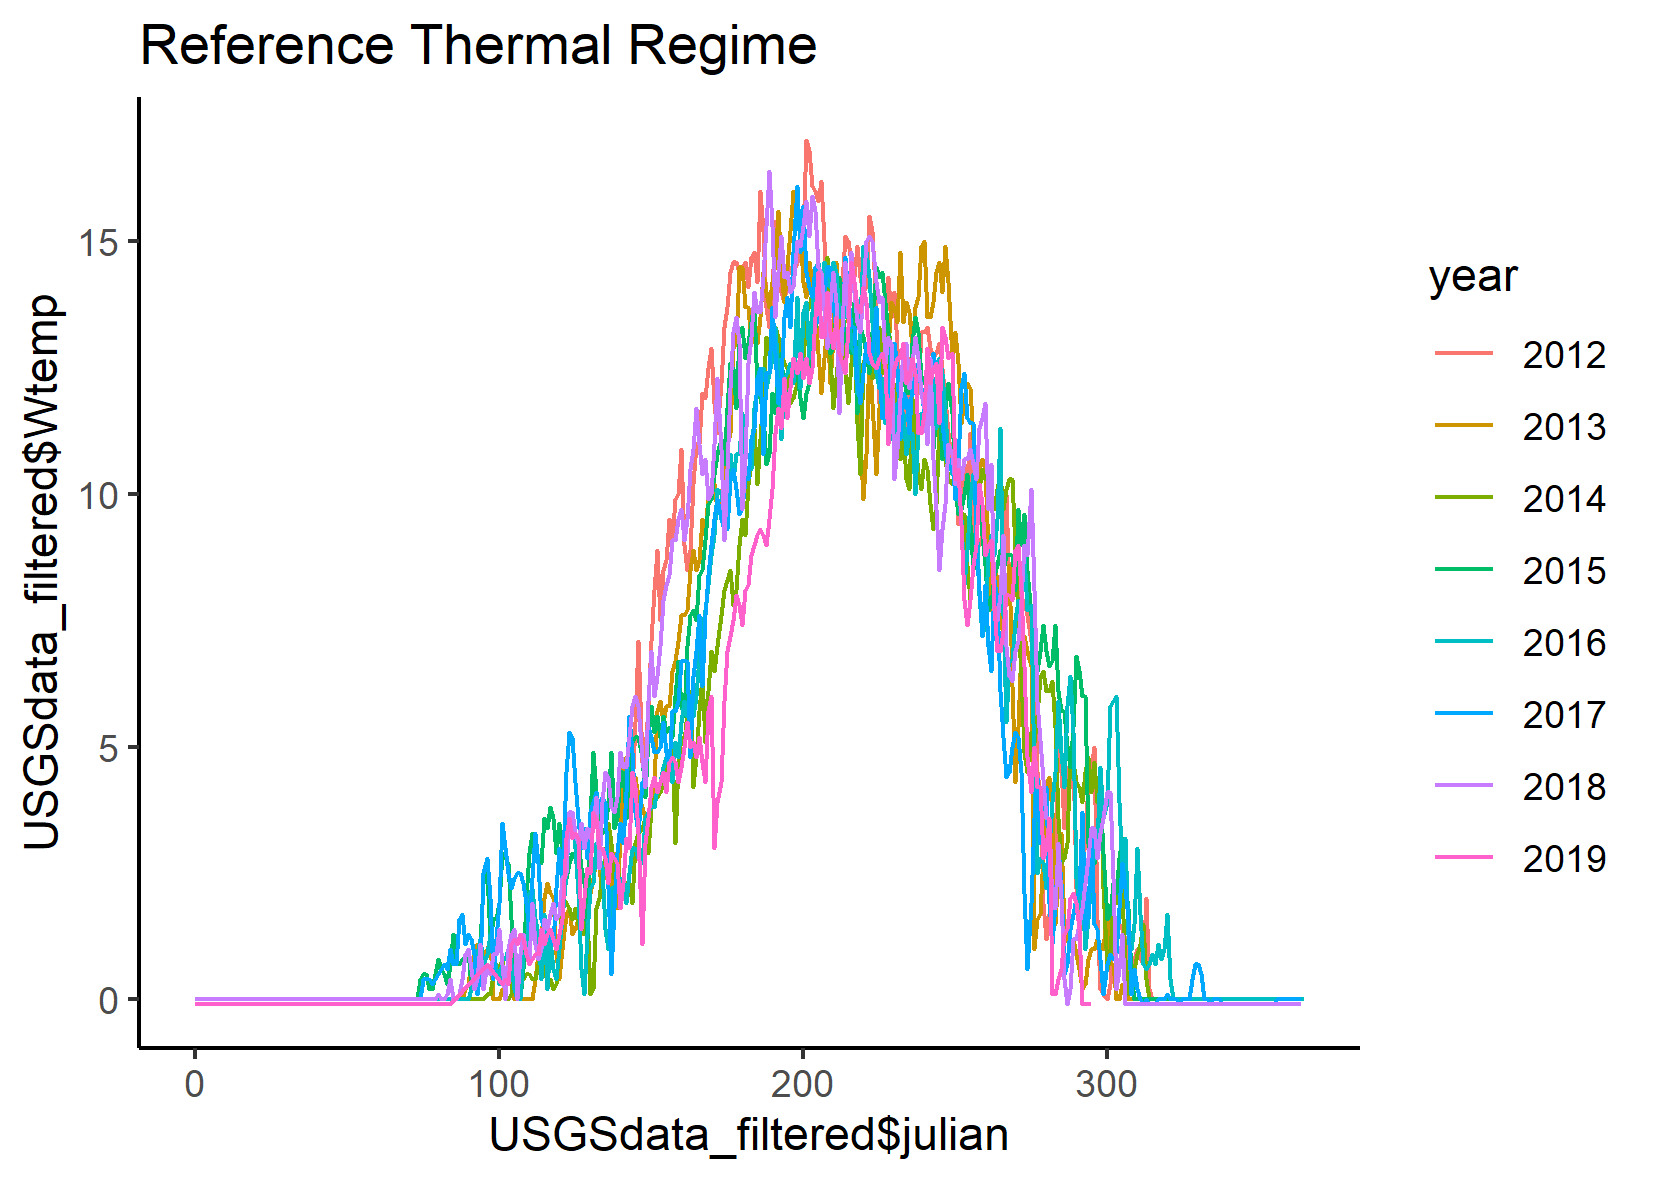 Reference Thermal Regime
USGSdata_filtered$Wtemp
15
10
5
0
0 100 200 300
USGSdata_filtered$julian
year
2012
2013
2014
2015
2016
2017
2018
2019